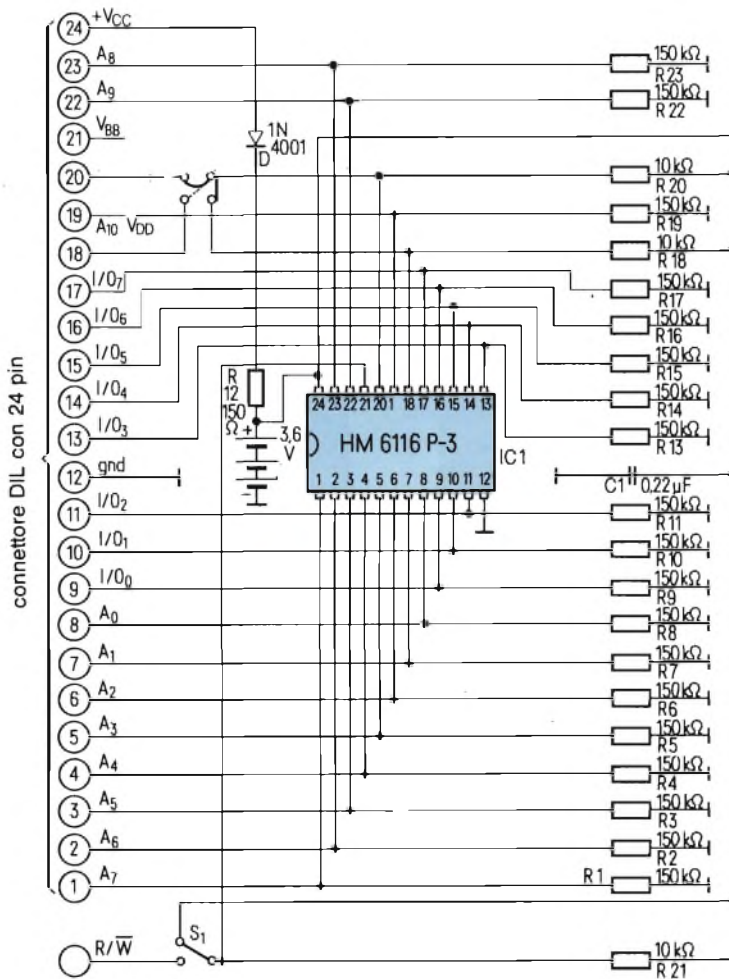 24 +VCC
23 A8
22 A9
21 VBB
20
19 A10 VDD
18
17 I/O7
16 I/O6
15 I/O5
14 I/O4
13 I/O3
12 gnd
11 I/O2
10 I/O1
9 I/O0
8 A0
7 A1
6 A2
5 A3
4 A4
3 A5
2 A6
1 A7
R/W
S1
connettore DIL con 24 pin
1N
4001
D
R
12
150
Ω
+
3,6
V
24 23 22 21 20 1 18 17 16 15 14 13
HM 6116 P-3
IC1
1 2 3 4 5 6 7 8 9 10 11 12
150 kΩ
R23
150 kΩ
R 22
10 kΩ
R 20
150 kΩ
R19
10 kΩ
R 18
150 kΩ
R17
150 kΩ
R16
150 kΩ
R15
150 kΩ
R14
150 kΩ
R13
C1 0,22 µF
150 kΩ
R11
150 kΩ
R10
150 kΩ
R9
150 kΩ
R8
150 kΩ
R7
150 kΩ
R6
150 kΩ
R5
150 kΩ
R4
150 kΩ
R3
150 kΩ
R2
R1 150 kΩ
10 kΩ
R 21